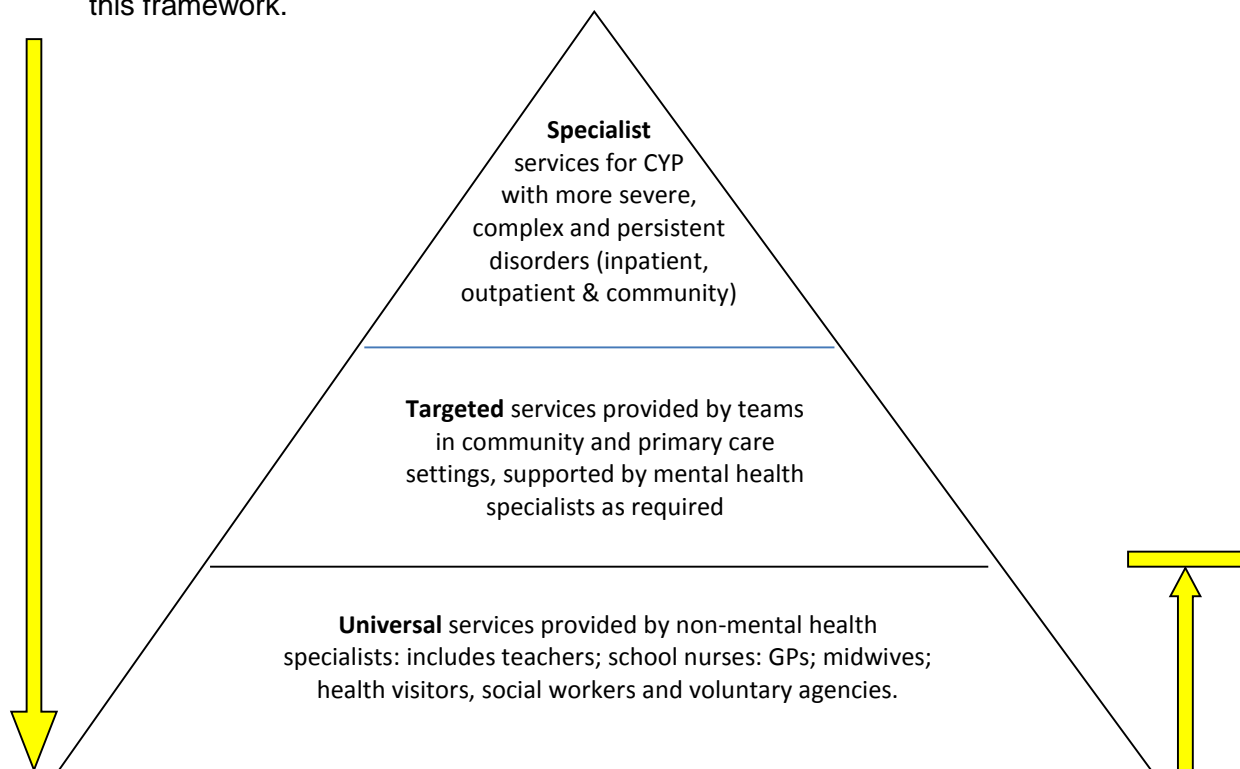 this framework.
Specialist
services for CYP
with more severe,
complex and persistent
disorders (inpatient,
outpatient & community)
Targeted services provided by teams
in community and primary care
settings, supported by mental health
specialists as required
Universal services provided by non-mental health
specialists: includes teachers; school nurses: GPs; midwives;
health visitors, social workers and voluntary agencies.